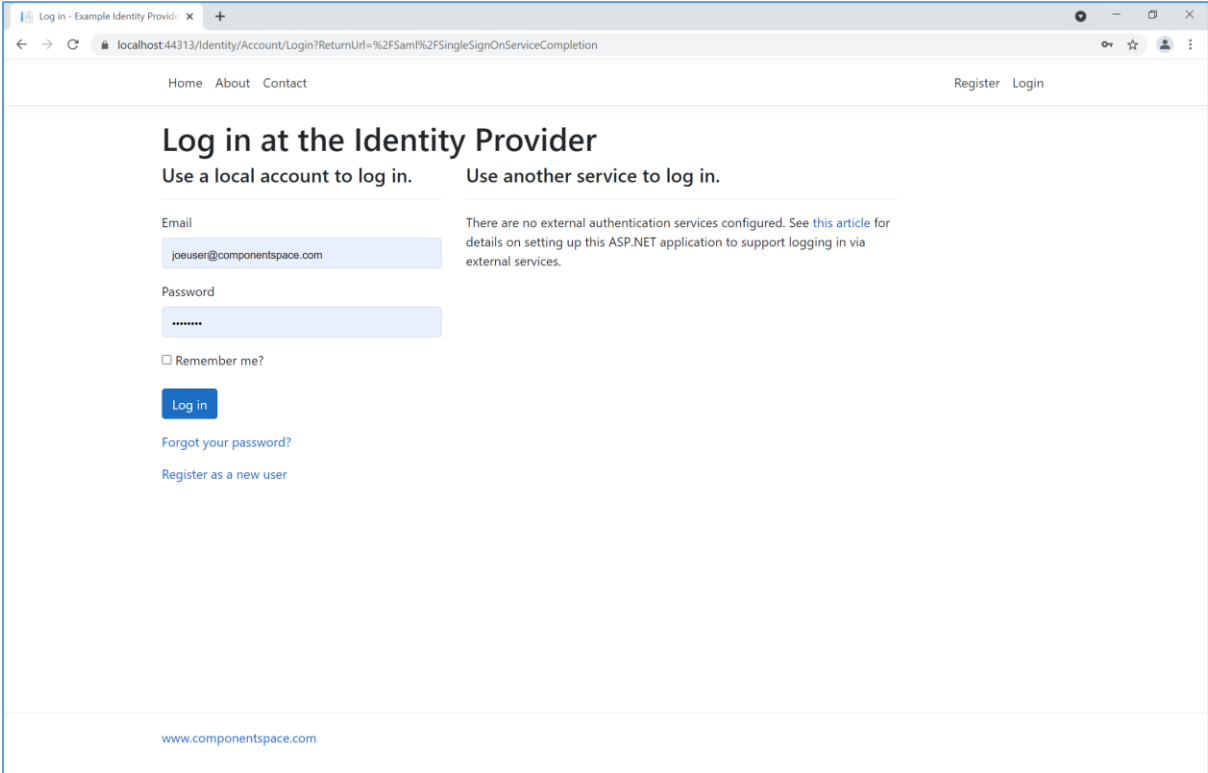 Log in - Example Identity Provide
localhost:44313/Identity/Account/Login?ReturnUrl=%2FSaml%2FSingleSignOnServiceCompletion
Home About Contact Register Login
Log in at the Identity Provider
Use a local account to log in.
Email
joeuser@componentspace.com
Password
••••••••
Remember me?
Log in
Forgot your password?
Register as a new user
Use another service to log in.
There are no external authentication services configured. See this article for
details on setting up this ASP.NET application to support logging in via
external services.
www.componentspace.com